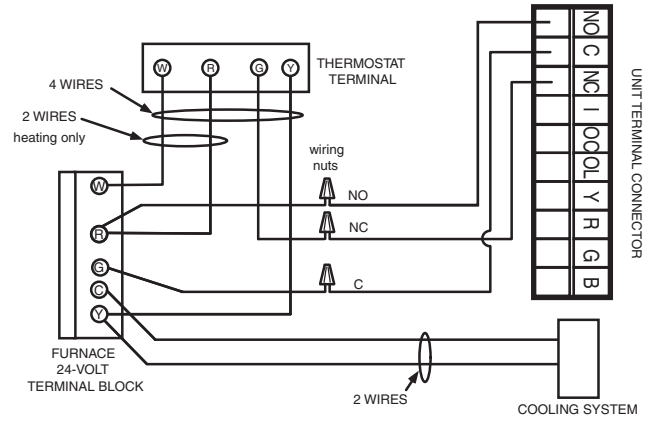 THERMOSTAT
TERMINAL
W R G Y
4 WIRES
2 WIRES
heating only
wiring
nuts
NO
NC
C
W
R
G
C
Y
FURNACE
24-VOLT
TERMINAL BLOCK
2 WIRES
COOLING SYSTEM
NO
C
NC
I
OCOL
Y
R
G
B
UNIT TERMINAL CONNECTOR